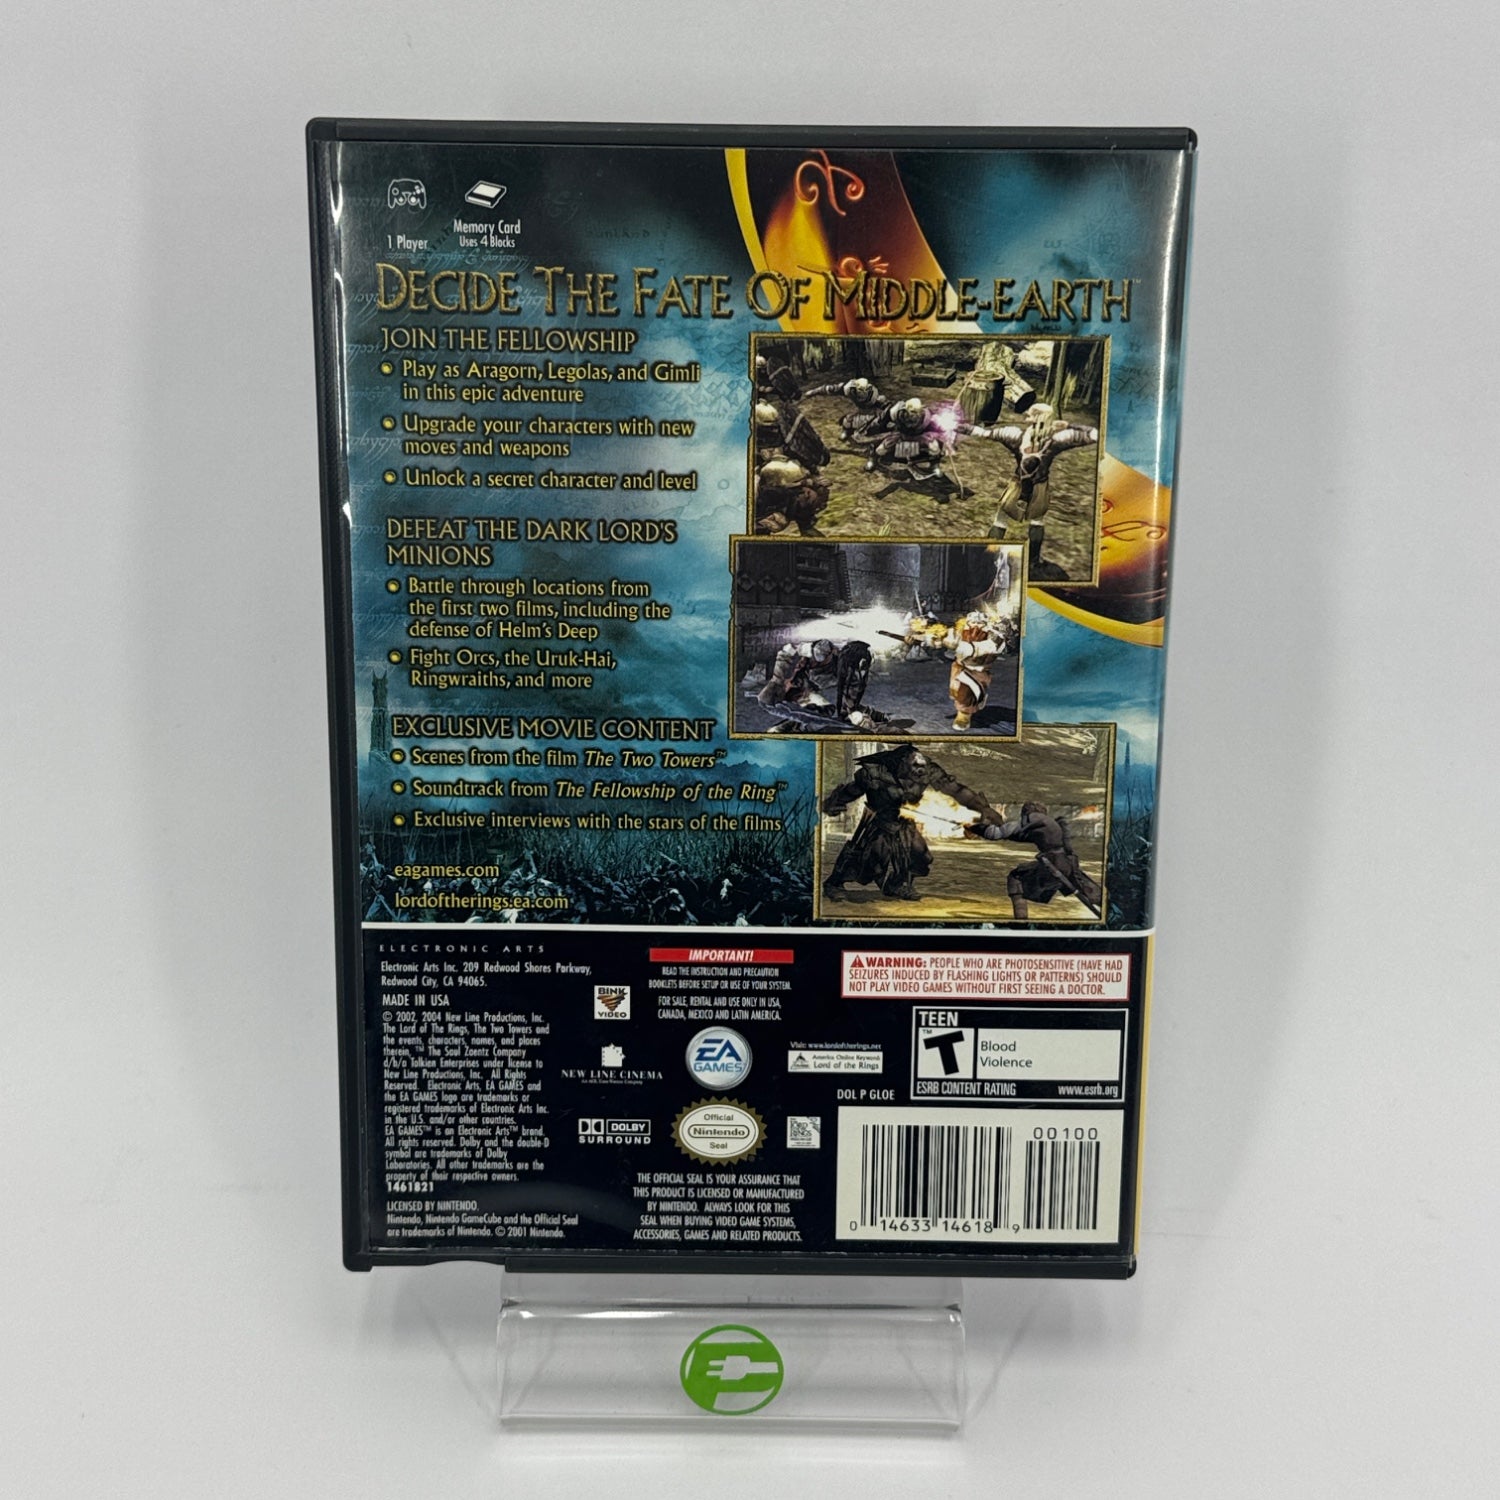 1 Player
Memory Card
Uses 4 Blocks
DECIDE THE FATE OF MIDDLE-EARTH™
JOIN THE FELLOWSHIP
Play as Aragorn, Legolas, and Gimli
in this epic adventure
Upgrade your characters with new
moves and weapons
Unlock a secret character and level
DEFEAT THE DARK LORD'S
MINIONS
Battle through locations from
the first two films, including the
defense of Helm's Deep
Fight Orcs, the Uruk-Hai,
Ringwraiths, and more
EXCLUSIVE MOVIE CONTENT
Scenes from the film The Two Towers™
Soundtrack from The Fellowship of the Ring™
Exclusive interviews with the stars of the films
eagames.com
lordoftherings.ea.com
ELECTRONIC ARTS
Electronic Arts Inc. 209 Redwood Shores Parkway,
Redwood City, CA 94065.
MADE IN USA
© 2002, 2004 New Line Productions, Inc.
The Lord of The Rings, The Two Towers and
the events, characters, names, and places
therein, ™ The Saul Zaentz Company
d/b/a Tolkien Enterprises under license to
New Line Productions, Inc. All Rights
Reserved. Electronic Arts, EA GAMES and
the EA GAMES logo are trademarks or
registered trademarks of Electronic Arts Inc.
in the U.S. and/or other countries.
EA GAMES™ is an Electronic Arts™ brand.
All rights reserved. Dolby and the double-D
symbol are trademarks of Dolby
Laboratories. All other trademarks are the
property of their respective owners.
1461821
LICENSED BY NINTENDO.
Nintendo, Nintendo GameCube and the Official Seal
are trademarks of Nintendo. © 2001 Nintendo.
BINK
VIDEO
NEW LINE CINEMA
DOLBY
SURROUND
IMPORTANT!
READ THE INSTRUCTION AND PRECAUTION
BOOKLETS BEFORE SETUP OR USE OF YOUR SYSTEM.
FOR SALE, RENTAL AND USE ONLY IN USA,
CANADA, MEXICO AND LATIN AMERICA.
EA
GAMES
Official
Nintendo
Seal
THE OFFICIAL SEAL IS YOUR ASSURANCE THAT
THIS PRODUCT IS LICENSED OR MANUFACTURED
BY NINTENDO. ALWAYS LOOK FOR THIS
SEAL WHEN BUYING VIDEO GAME SYSTEMS,
ACCESSORIES, GAMES AND RELATED PRODUCTS.
WARNING: PEOPLE WHO ARE PHOTOSENSITIVE (HAVE HAD
SEIZURES INDUCED BY FLASHING LIGHTS OR PATTERNS) SHOULD
NOT PLAY VIDEO GAMES WITHOUT FIRST SEEING A DOCTOR.
Visit: www.lordoftherings.net
America Online Keyword:
Lord of the Rings
DOL P GLOE
TEEN
T™
Blood
Violence
ESRB CONTENT RATING www.esrb.org
00100
0 14633 14618 9